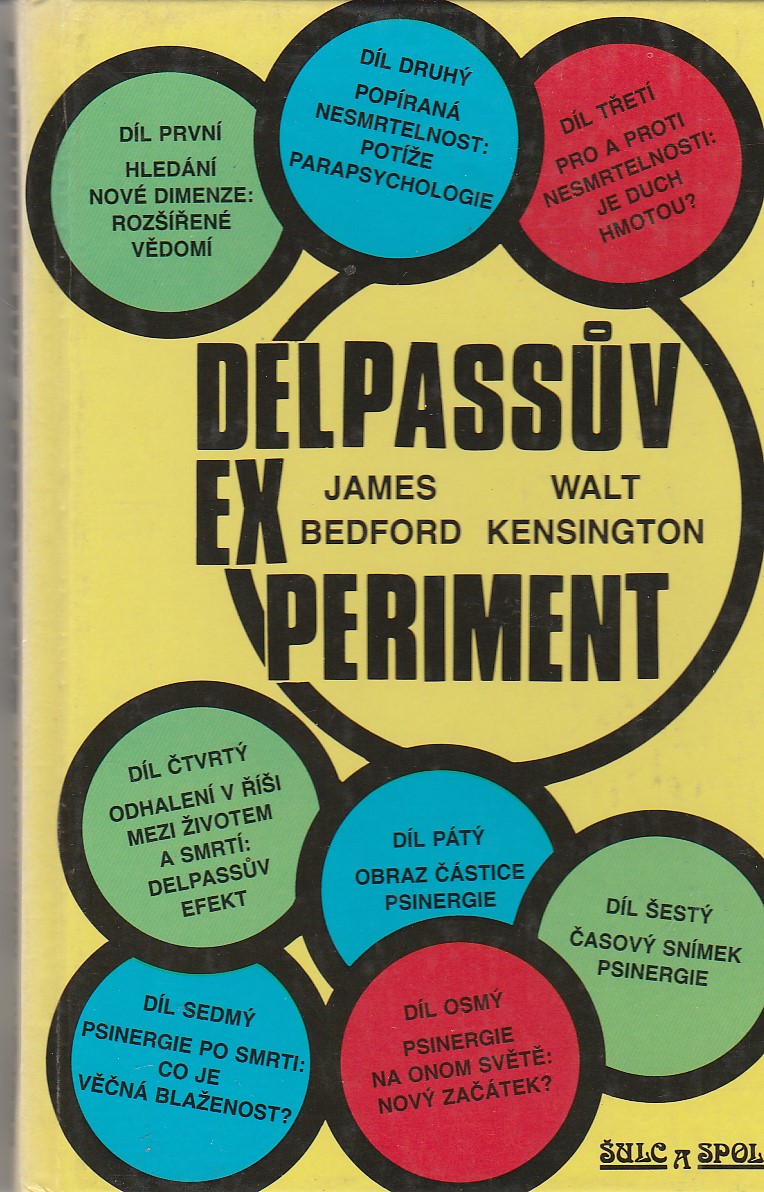 DÍL PRVNÍ
HLEDÁNÍ
NOVÉ DIMENZE:
ROZŠÍŘENÉ
VĚDOMÍ
DÍL DRUHÝ
POPÍRANÁ
NESMRTELNOST:
POTÍŽE
PARAPSYCHOLOGIE
DÍL TŘETÍ
PRO A PROTI
NESMRTELNOSTI:
JE DUCH
HMOTOU?
DELPASSŮV
EX
JAMES WALT
BEDFORD KENSINGTON
PERIMENT
DÍL ČTVRTÝ
ODHALENÍ V ŘÍŠI
MEZI ŽIVOTEM
A SMRTÍ:
DELPASSŮV
EFEKT
DÍL PÁTÝ
OBRAZ ČÁSTICE
PSINERGIE
DÍL ŠESTÝ
ČASOVÝ SNÍMEK
PSINERGIE
DÍL SEDMÝ
PSINERGIE PO SMRTI:
CO JE
VĚČNÁ BLAŽENOST?
DÍL OSMÝ
PSINERGIE
NA ONOM SVĚTĚ:
NOVÝ ZAČÁTEK?
ŠULC A SPOL